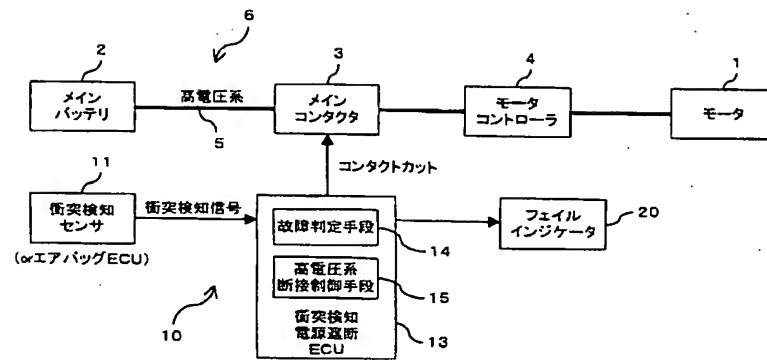 6
2
メイン
バッテリ
高電圧系
5
3
メイン
コンタクタ
4
モータ
コントローラ
1
モータ
コンタクトカット
11
衝突検知
センサ
(orエアバッグECU)
衝突検知信号
故障判定手段
14
高電圧系
断接制御手段
15
衝突検知
電源遮断
ECU
13
10
フェイル
インジケータ
20